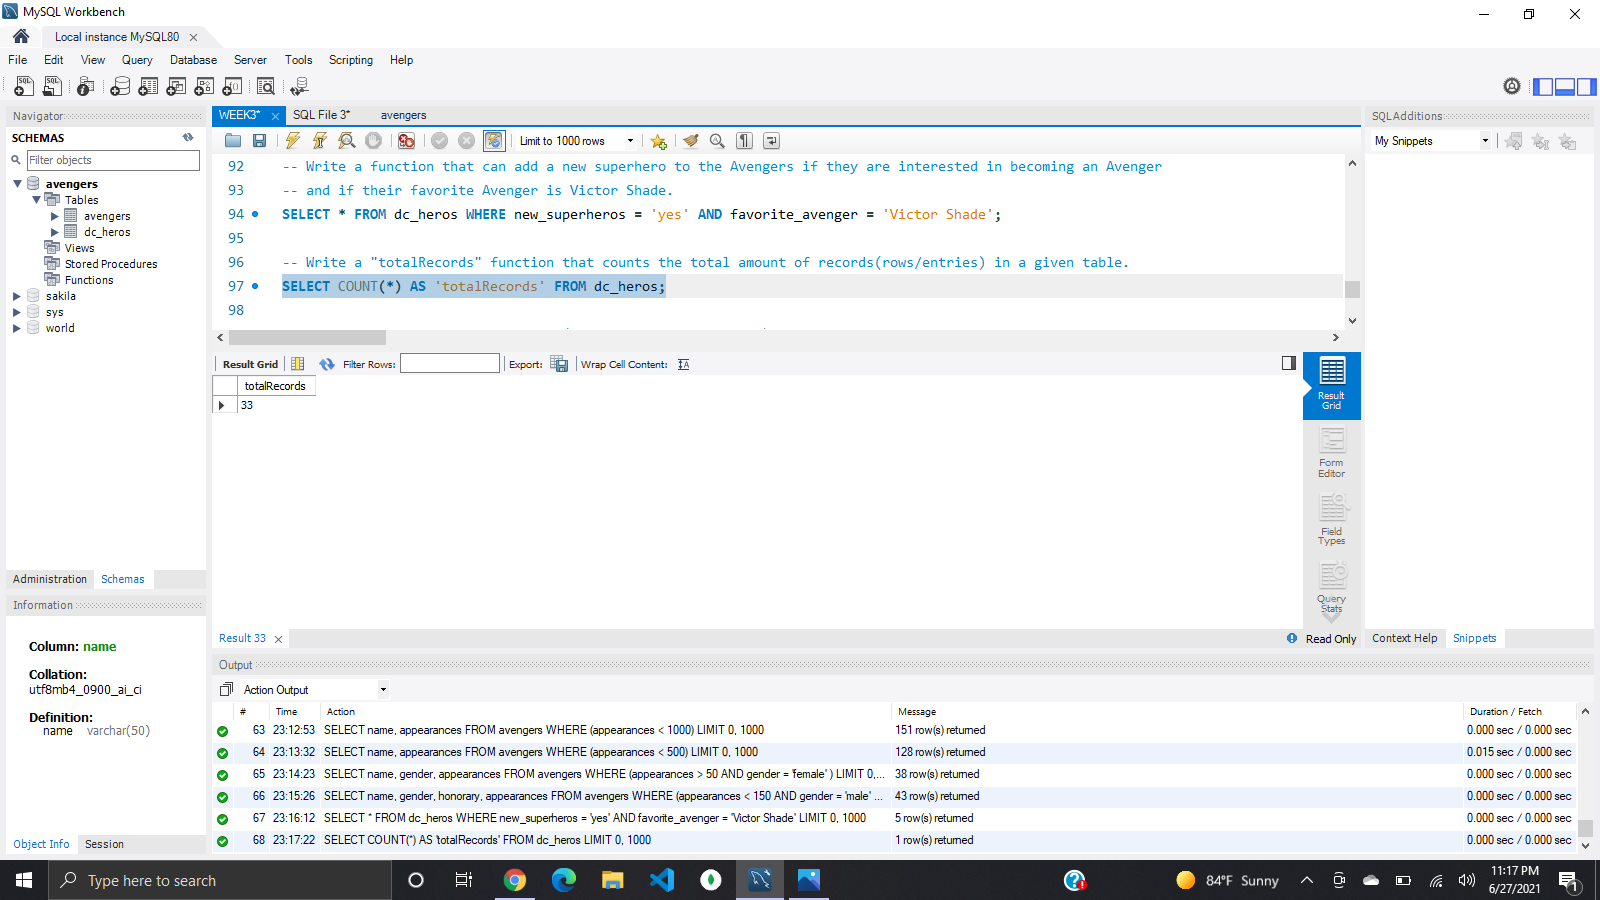 MySQL Workbench
Local instance MySQL80
File Edit View Query Database Server Tools Scripting Help
Navigator
SCHEMAS
Filter objects
avengers
Tables
avengers
dc_heros
Views
Stored Procedures
Functions
sakila
sys
world
Administration Schemas
Information
Column: name
Collation:
utf8mb4_0900_ai_ci
Definition:
name varchar(50)
Object Info Session
WEEK3* SQL File 3* avengers
Limit to 1000 rows
92 -- Write a function that can add a new superhero to the Avengers if they are interested in becoming an Avenger
93 -- and if their favorite Avenger is Victor Shade.
94 SELECT * FROM dc_heros WHERE new_superheros = 'yes' AND favorite_avenger = 'Victor Shade';
95
96 -- Write a "totalRecords" function that counts the total amount of records(rows/entries) in a given table.
97 SELECT COUNT(*) AS 'totalRecords' FROM dc_heros;
98
Result Grid Filter Rows: Export: Wrap Cell Content:
totalRecords
33
Result Grid
Form Editor
Field Types
Query Stats
Result 33 Read Only
SQLAdditions
My Snippets
Context Help Snippets
Output
Action Output
# Time Action Message Duration / Fetch
63 23:12:53 SELECT name, appearances FROM avengers WHERE (appearances < 1000) LIMIT 0, 1000 151 row(s) returned 0.000 sec / 0.000 sec
64 23:13:32 SELECT name, appearances FROM avengers WHERE (appearances < 500) LIMIT 0, 1000 128 row(s) returned 0.015 sec / 0.000 sec
65 23:14:23 SELECT name, gender, appearances FROM avengers WHERE (appearances > 50 AND gender = 'female' ) LIMIT 0,... 38 row(s) returned 0.000 sec / 0.000 sec
66 23:15:26 SELECT name, gender, honorary, appearances FROM avengers WHERE (appearances < 150 AND gender = 'male' ... 43 row(s) returned 0.000 sec / 0.000 sec
67 23:16:12 SELECT * FROM dc_heros WHERE new_superheros = 'yes' AND favorite_avenger = 'Victor Shade' LIMIT 0, 1000 5 row(s) returned 0.000 sec / 0.000 sec
68 23:17:22 SELECT COUNT(*) AS 'totalRecords' FROM dc_heros LIMIT 0, 1000 1 row(s) returned 0.000 sec / 0.000 sec
Type here to search
84°F Sunny
11:17 PM
6/27/2021
1